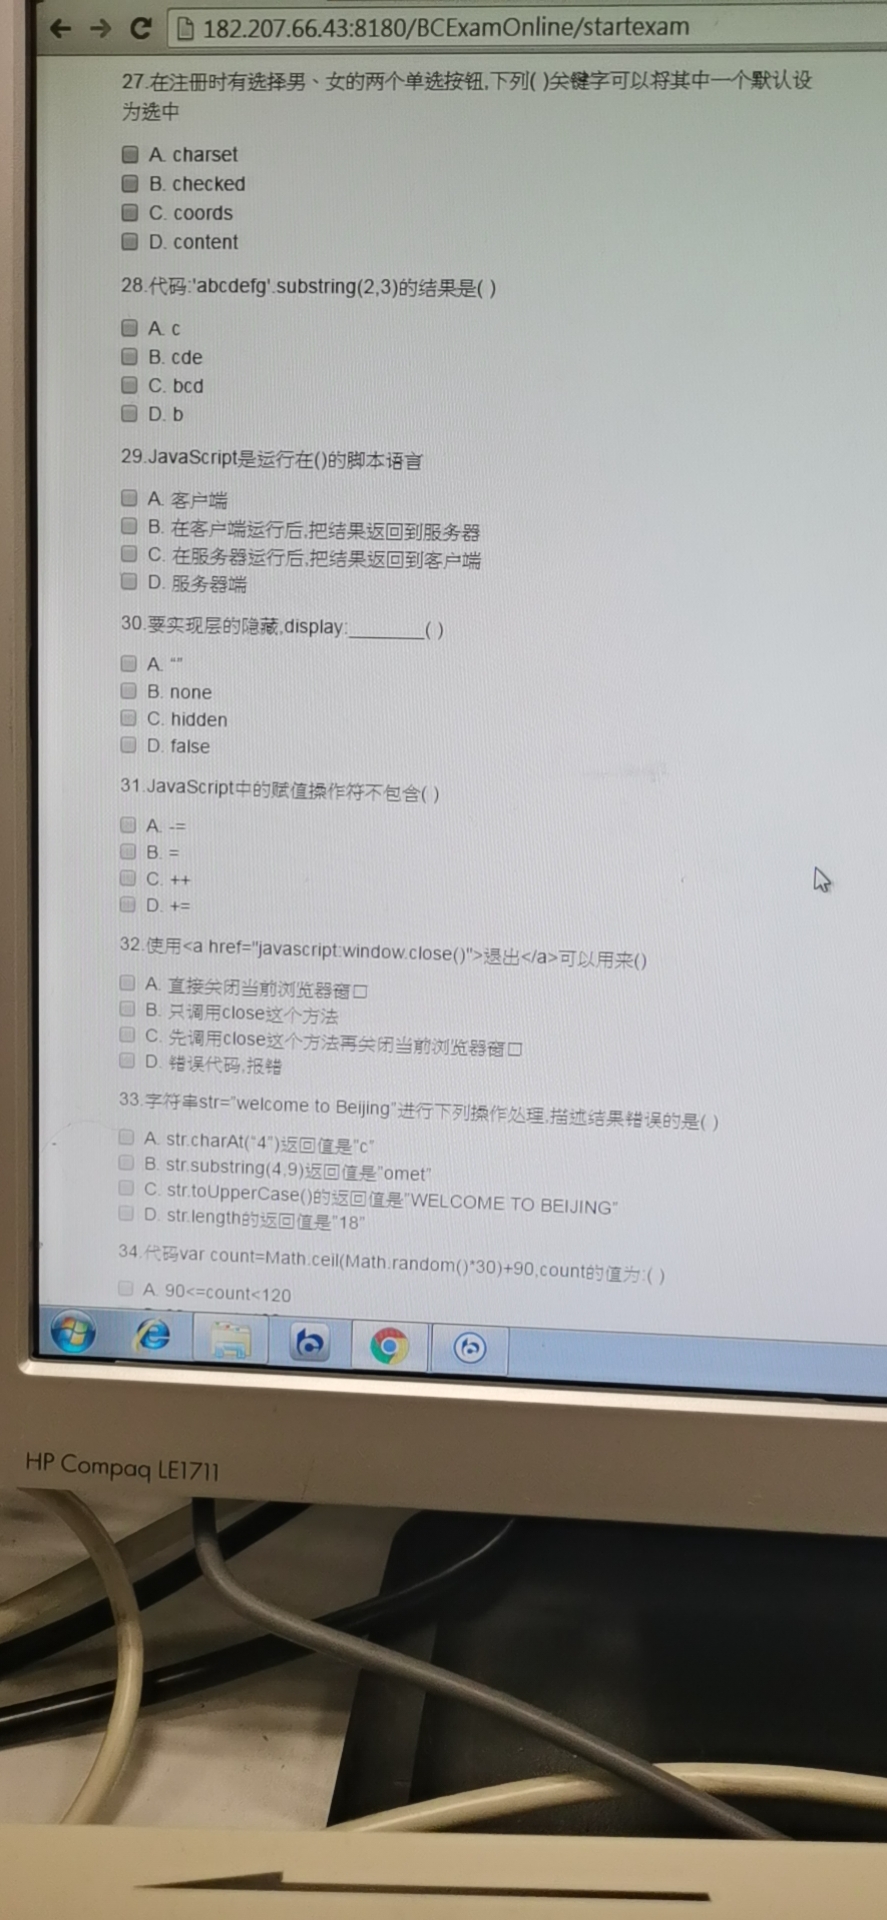 182.207.66.43:8180/BCExamOnline/startexam
27.在注册时有选择男、女的两个单选按钮,下列( )关键字可以将其中一个默认设
为选中
A. charset
B. checked
C. coords
D. content
28.代码:'abcdefg'.substring(2,3)的结果是( )
A. c
B. cde
C. bcd
D. b
29.JavaScript是运行在()的脚本语言
A. 客户端
B. 在客户端运行后,把结果返回到服务器
C. 在服务器运行后,把结果返回到客户端
D. 服务器端
30.要实现层的隐藏,display:________( )
A. “”
B. none
C. hidden
D. false
31.JavaScript中的赋值操作符不包含( )
A. -=
B. =
C. ++
D. +=
32.使用<a href="javascript:window.close()">退出</a>可以用来()
A. 直接关闭当前浏览器窗口
B. 只调用close这个方法
C. 先调用close这个方法再关闭当前浏览器窗口
D. 错误代码,报错
33.字符串str=“welcome to Beijing”进行下列操作处理,描述结果错误的是( )
A. str.charAt(“4”)返回值是”c”
B. str.substring(4,9)返回值是”omet”
C. str.toUpperCase()的返回值是”WELCOME TO BEIJING”
D. str.length的返回值是”18”
34.代码var count=Math.ceil(Math.random()*30)+90,count的值为:( )
A. 90<=count<120
HP Compaq LE1711